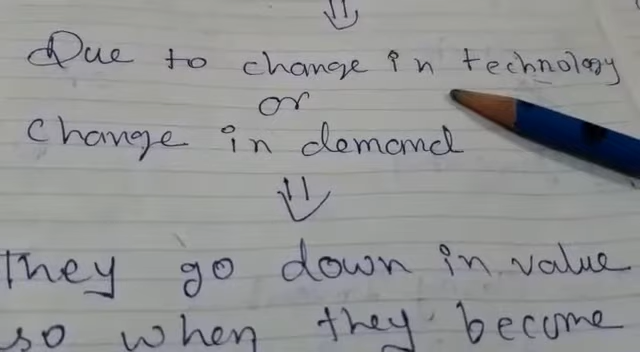 Due to change in technology
or
change in demand
They go down in value
so when they become